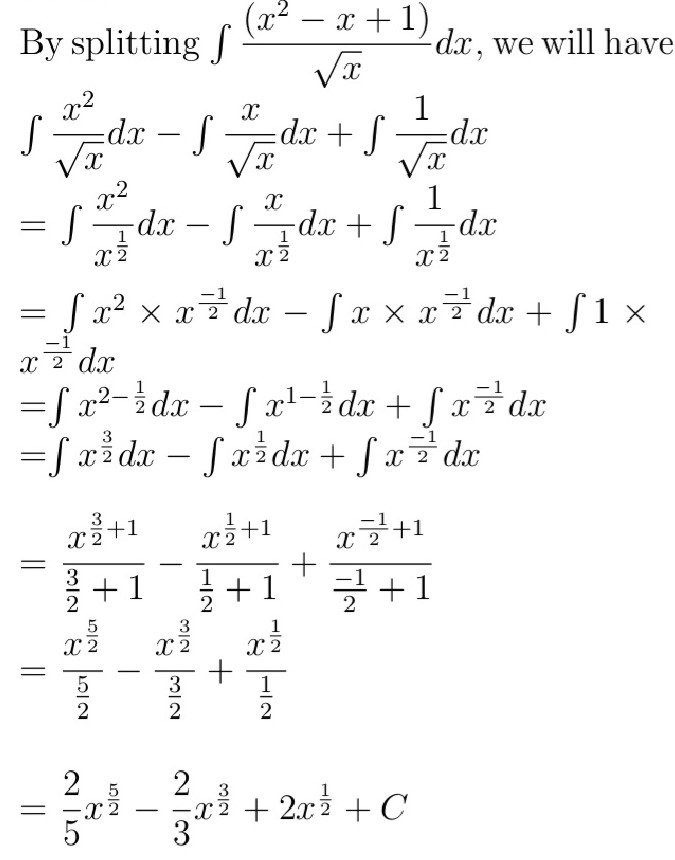 By splitting ∫ (x² − x + 1)/√x dx, we will have
∫ x²/√x dx − ∫ x/√x dx + ∫ 1/√x dx
= ∫ x²/x^(1/2) dx − ∫ x/x^(1/2) dx + ∫ 1/x^(1/2) dx
= ∫ x² × x^(−1/2) dx − ∫ x × x^(−1/2) dx + ∫ 1 ×
x^(−1/2) dx
=∫ x^(2−1/2) dx − ∫ x^(1−1/2) dx + ∫ x^(−1/2) dx
=∫ x^(3/2) dx − ∫ x^(1/2) dx + ∫ x^(−1/2) dx
= x^(3/2+1)/(3/2 + 1) − x^(1/2+1)/(1/2 + 1) + x^(−1/2+1)/(−1/2 + 1)
= x^(5/2)/(5/2) − x^(3/2)/(3/2) + x^(1/2)/(1/2)
= 2/5 x^(5/2) − 2/3 x^(3/2) + 2x^(1/2) + C